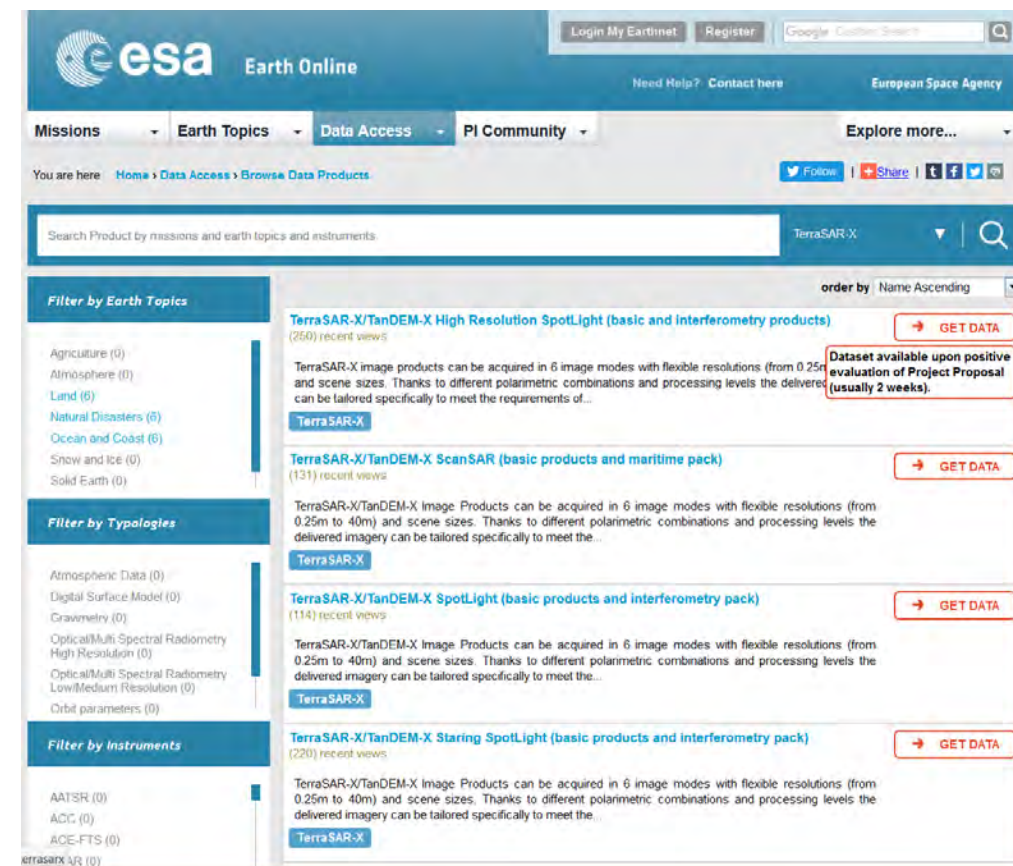 esa Earth Online
Login My Earthnet Register Google Custom Search
Need Help? Contact here European Space Agency
Missions Earth Topics Data Access PI Community Explore more...
You are here Home › Data Access › Browse Data Products
Follow | Share |
Search Product by missions and earth topics and instruments TerraSAR-X
order by Name Ascending
Filter by Earth Topics
Agriculture (0)
Atmosphere (0)
Land (6)
Natural Disasters (6)
Ocean and Coast (6)
Snow and Ice (0)
Solid Earth (0)
Filter by Typologies
Atmospheric Data (0)
Digital Surface Model (0)
Gravimetry (0)
Optical/Multi Spectral Radiometry
High Resolution (0)
Optical/Multi Spectral Radiometry
Low/Medium Resolution (0)
Orbit parameters (0)
Filter by Instruments
AATSR (0)
ACC (0)
ACE-FTS (0)
AR (0)
errasarx
TerraSAR-X/TanDEM-X High Resolution SpotLight (basic and interferometry products)
(250) recent views
GET DATA
Dataset available upon positive
evaluation of Project Proposal
(usually 2 weeks).
TerraSAR-X image products can be acquired in 6 image modes with flexible resolutions (from 0.25m
and scene sizes. Thanks to different polarimetric combinations and processing levels the delivered
can be tailored specifically to meet the requirements of...
TerraSAR-X
TerraSAR-X/TanDEM-X ScanSAR (basic products and maritime pack)
(131) recent views
GET DATA
TerraSAR-X/TanDEM-X Image Products can be acquired in 6 image modes with flexible resolutions (from
0.25m to 40m) and scene sizes. Thanks to different polarimetric combinations and processing levels the
delivered imagery can be tailored specifically to meet the...
TerraSAR-X
TerraSAR-X/TanDEM-X SpotLight (basic products and interferometry pack)
(114) recent views
GET DATA
TerraSAR-X/TanDEM-X Image Products can be acquired in 6 image modes with flexible resolutions (from
0.25m to 40m) and scene sizes. Thanks to different polarimetric combinations and processing levels the
delivered imagery can be tailored specifically to meet the...
TerraSAR-X
TerraSAR-X/TanDEM-X Staring SpotLight (basic products and interferometry pack)
(220) recent views
GET DATA
TerraSAR-X/TanDEM-X Image Products can be acquired in 6 image modes with flexible resolutions (from
0.25m to 40m) and scene sizes. Thanks to different polarimetric combinations and processing levels the
delivered imagery can be tailored specifically to meet the...
TerraSAR-X